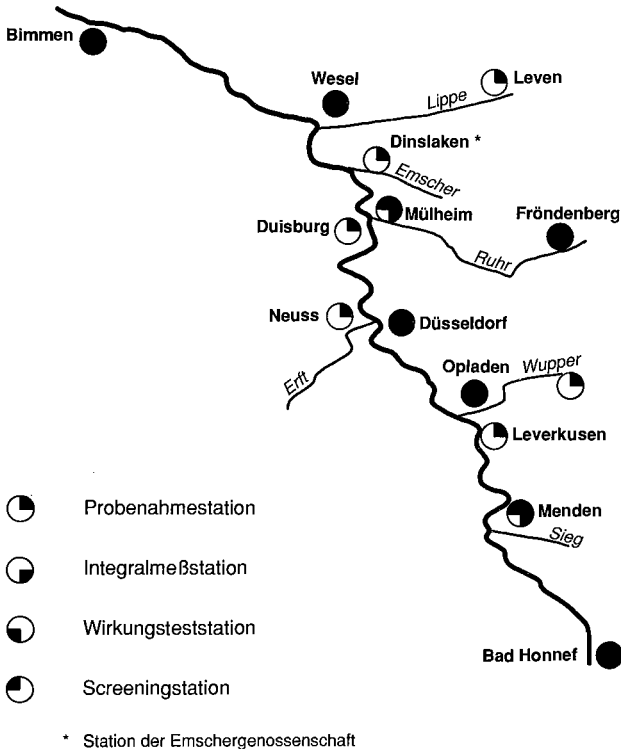 Bimmen
Wesel
Leven
Lippe
Dinslaken *
Emscher
Mülheim
Fröndenberg
Duisburg
Ruhr
Neuss
Düsseldorf
Erft
Opladen
Wupper
Leverkusen
Menden
Sieg
Bad Honnef
Probenahmestation
Integralmeßstation
Wirkungsteststation
Screeningstation
* Station der Emschergenossenschaft